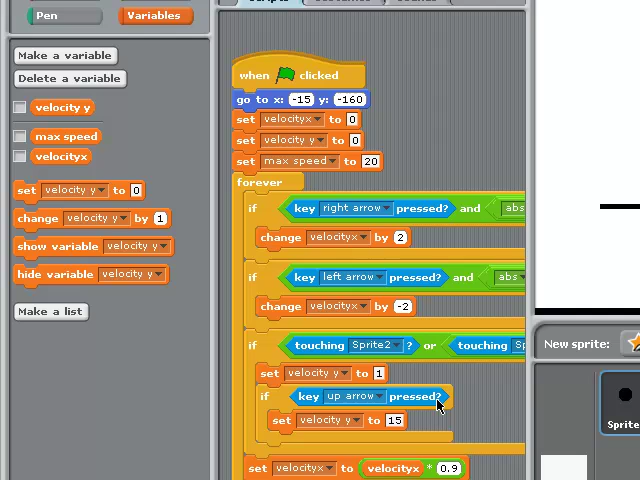 Pen
Variables
Make a variable
Delete a variable
velocity y
max speed
velocityx
set velocity y to 0
change velocity y by 1
show variable velocity y
hide variable velocity y
Make a list
when clicked
go to x: -15 y: -160
set velocityx to 0
set velocity y to 0
set max speed to 20
forever
if key right arrow pressed? and abs
change velocityx by 2
if key left arrow pressed? and abs
change velocityx by -2
if touching Sprite2 ? or touching Sp
set velocity y to 1
if key up arrow pressed?
set velocity y to 15
set velocityx to velocityx * 0.9
New sprite:
Sprite